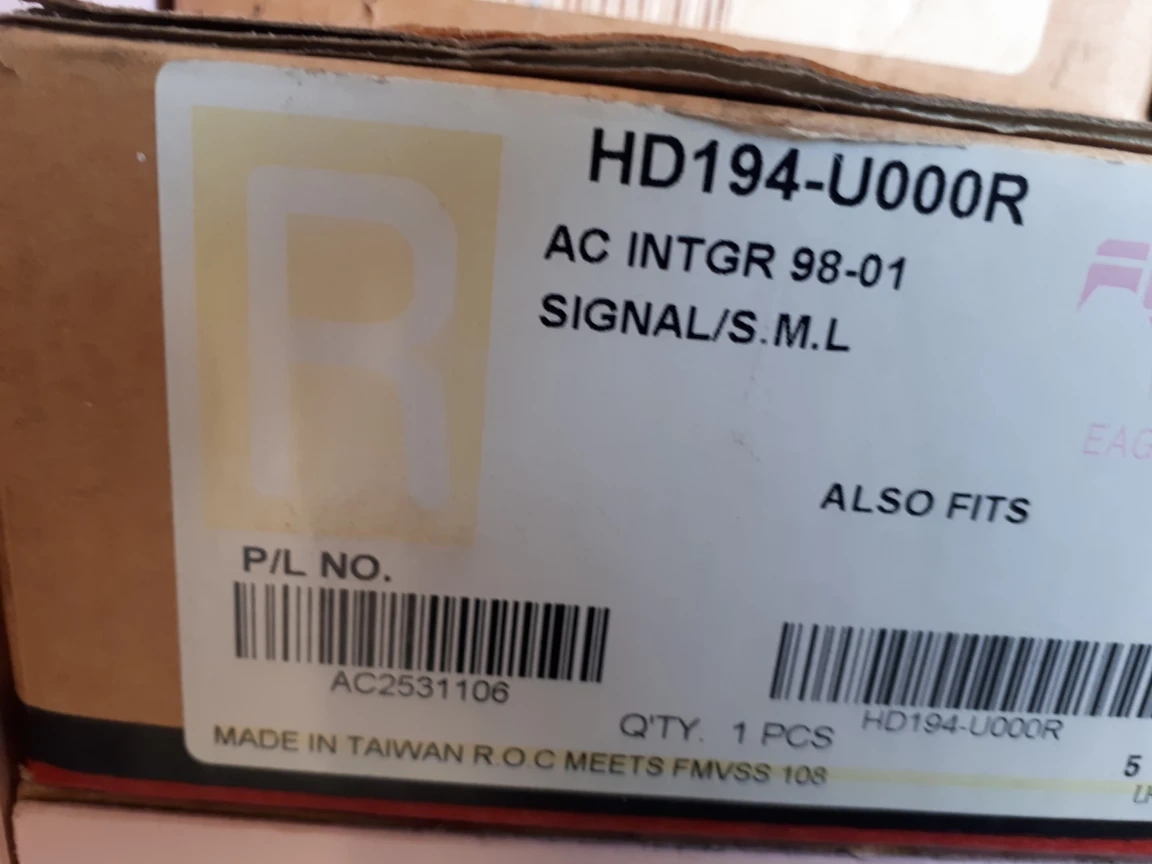 R
HD194-U000R
AC INTGR 98-01
SIGNAL/S.M.L
ALSO FITS
P/L NO.
AC2531106
Q'TY. 1 PCS
HD194-U000R
MADE IN TAIWAN R.O.C MEETS FMVSS 108
5